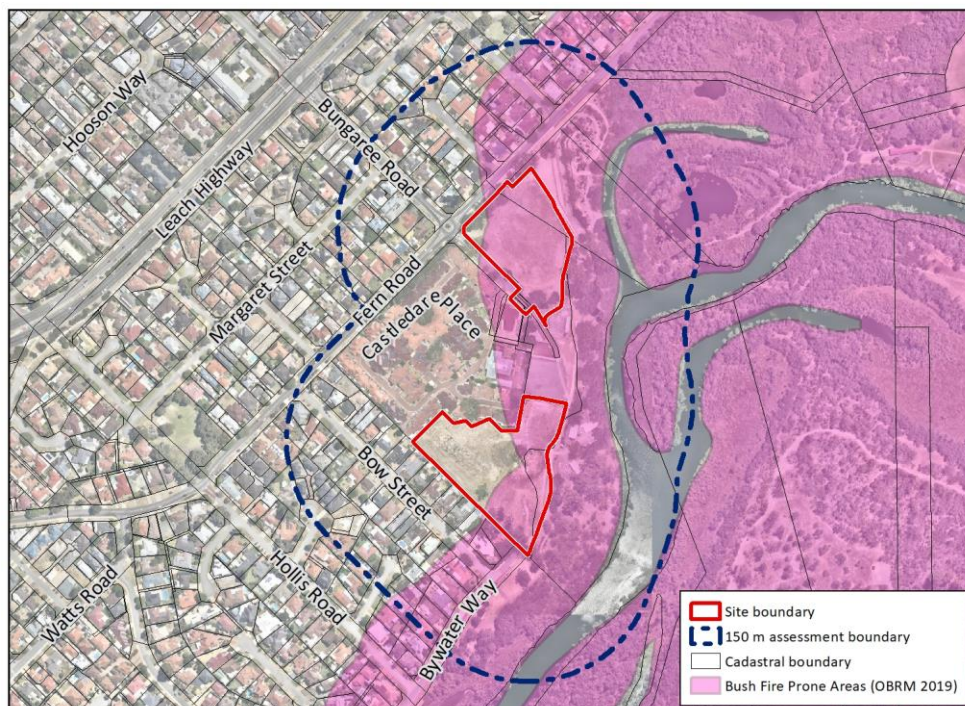 Hooson Way
Bungaree Road
Leach Highway
Margaret Street
Fern Road
Castledare Place
Bow Street
Hollis Road
Watts Road
Bywater Way
Site boundary
150 m assessment boundary
Cadastral boundary
Bush Fire Prone Areas (OBRM 2019)